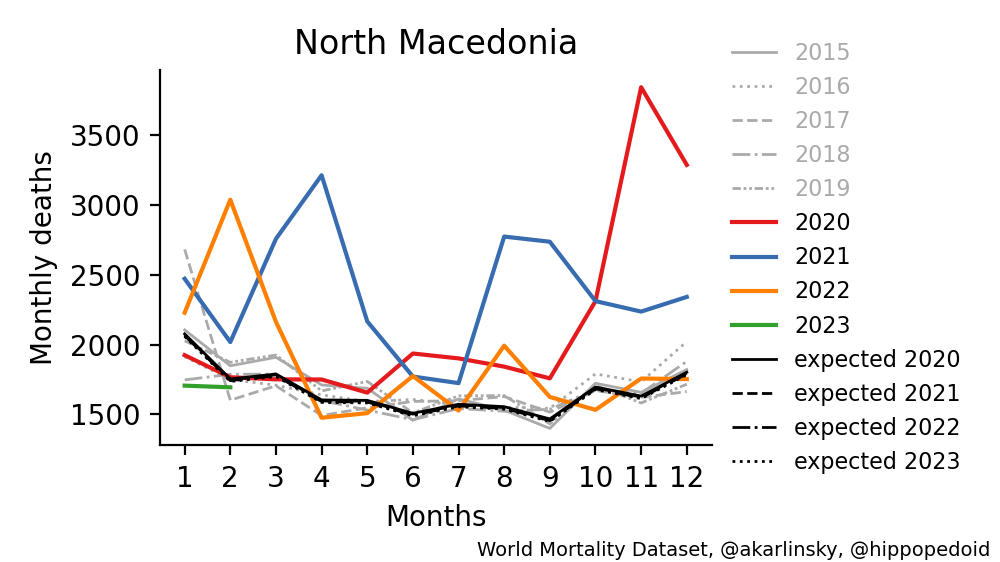 North Macedonia
Monthly deaths
3500
3000
2500
2000
1500
1 2 3 4 5 6 7 8 9 10 11 12
Months
2015
2016
2017
2018
2019
2020
2021
2022
2023
expected 2020
expected 2021
expected 2022
expected 2023
World Mortality Dataset, @akarlinsky, @hippopedoid